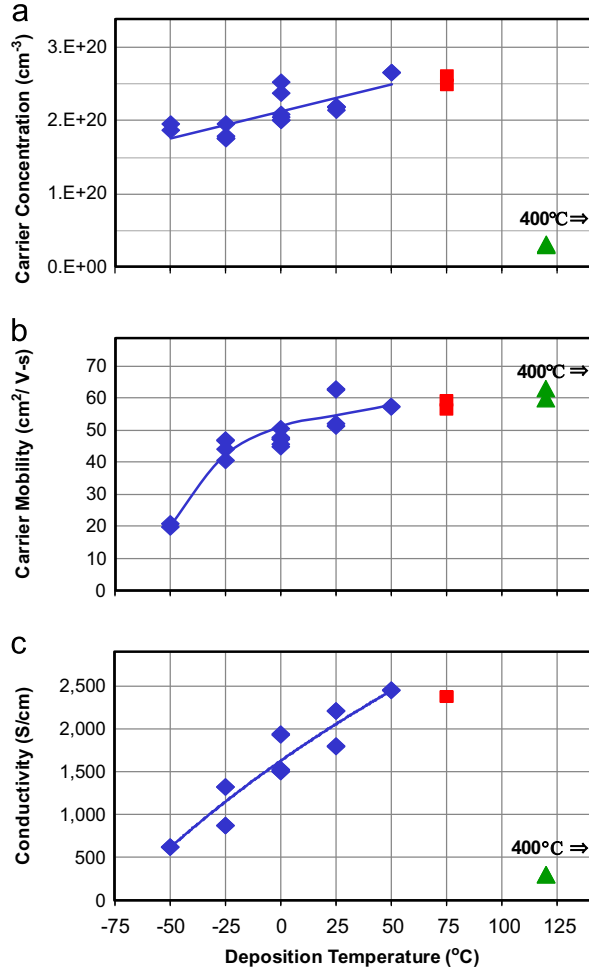 a
Carrier Concentration (cm⁻³)
3.E+20
2.E+20
1.E+20
0.E+00
400℃⇒
b
Carrier Mobility (cm²/ V-s)
70
60
50
40
30
20
10
0
400℃⇒
c
Conductivity (S/cm)
2,500
2,000
1,500
1,000
500
0
400℃⇒
-75 -50 -25 0 25 50 75 100 125
Deposition Temperature (⁰C)